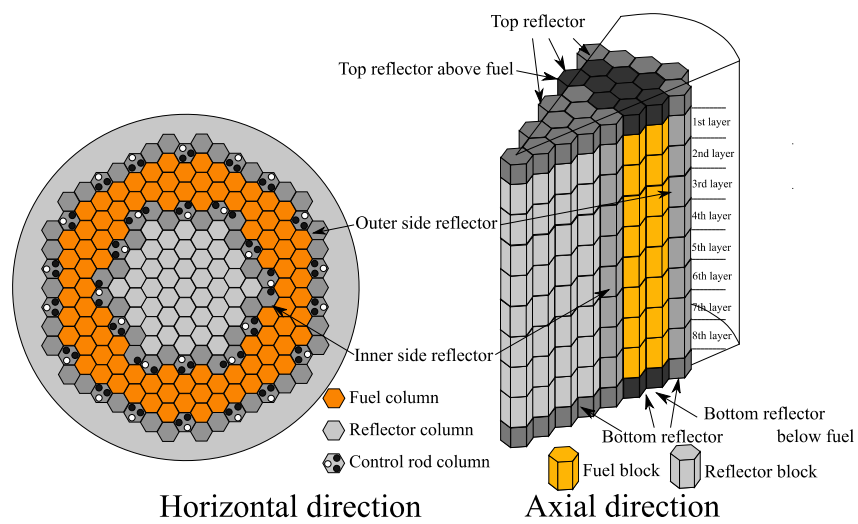 Top reflector
Top reflector above fuel
1st layer
2nd layer
3rd layer
4th layer
5th layer
6th layer
7th layer
8th layer
Outer side reflector
Inner side reflector
Fuel column
Reflector column
Control rod column
Bottom reflector
below fuel
Bottom reflector
Fuel block
Reflector block
Horizontal direction
Axial direction